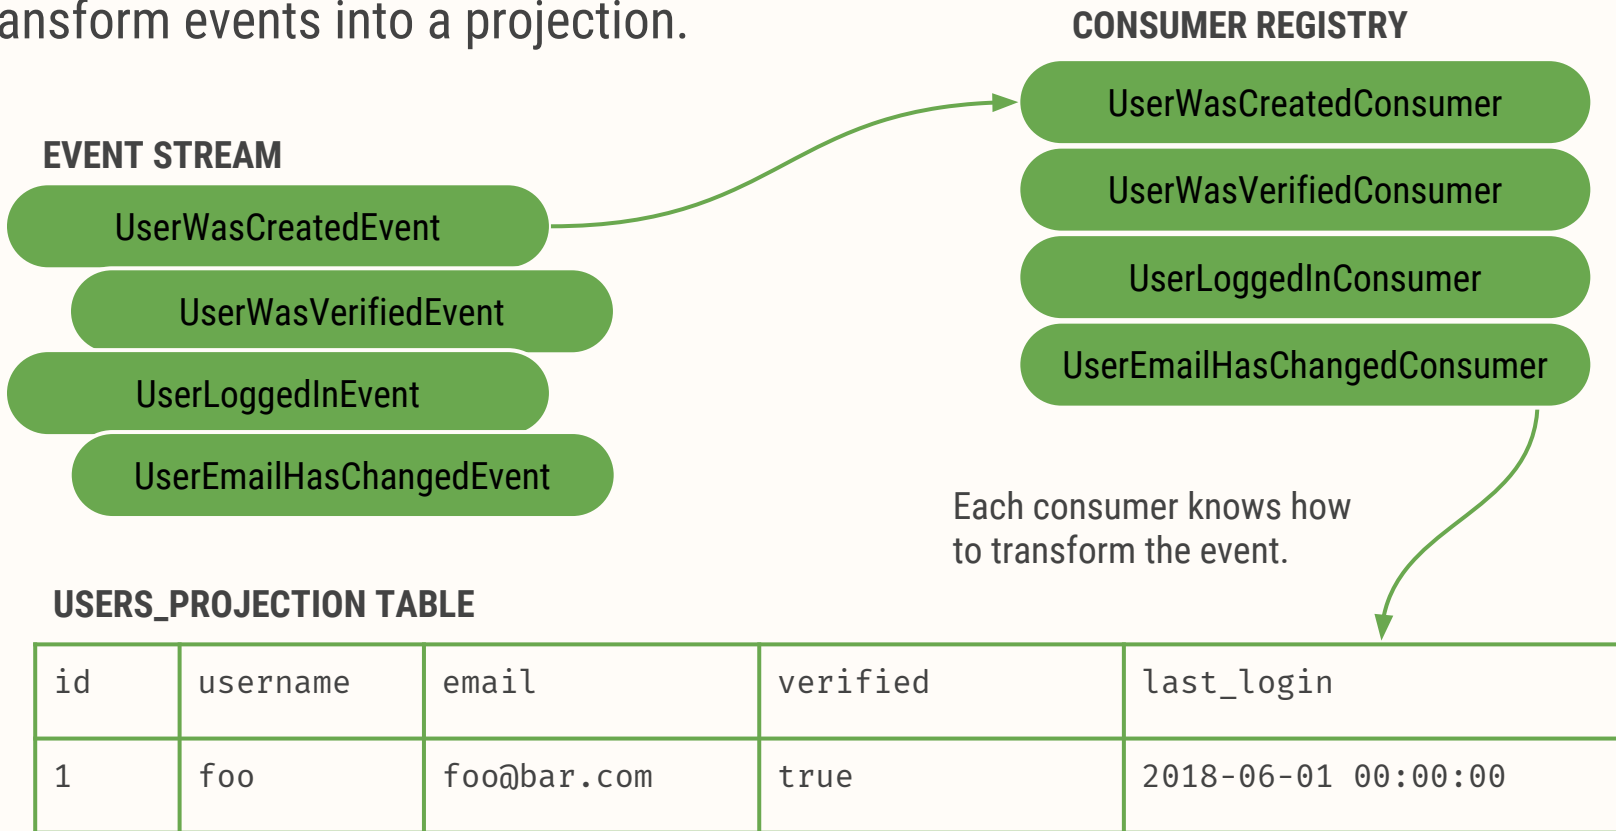 transform events into a projection.
CONSUMER REGISTRY
UserWasCreatedConsumer
UserWasVerifiedConsumer
UserLoggedInConsumer
UserEmailHasChangedConsumer
EVENT STREAM
UserWasCreatedEvent
UserWasVerifiedEvent
UserLoggedInEvent
UserEmailHasChangedEvent
Each consumer knows how
to transform the event.
USERS_PROJECTION TABLE
id username email verified last_login
1 foo foo@bar.com true 2018-06-01 00:00:00